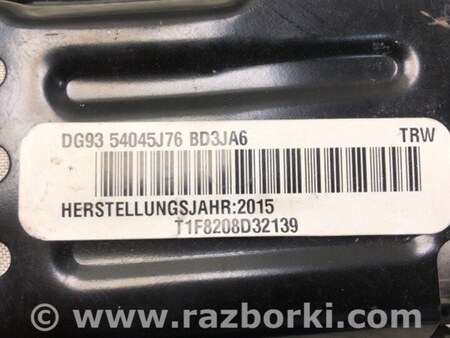 DG93 54045J76 BD3JA6 TRW
HERSTELLUNGSJAHR:2015
T1F8208D32139
© www.razborki.com